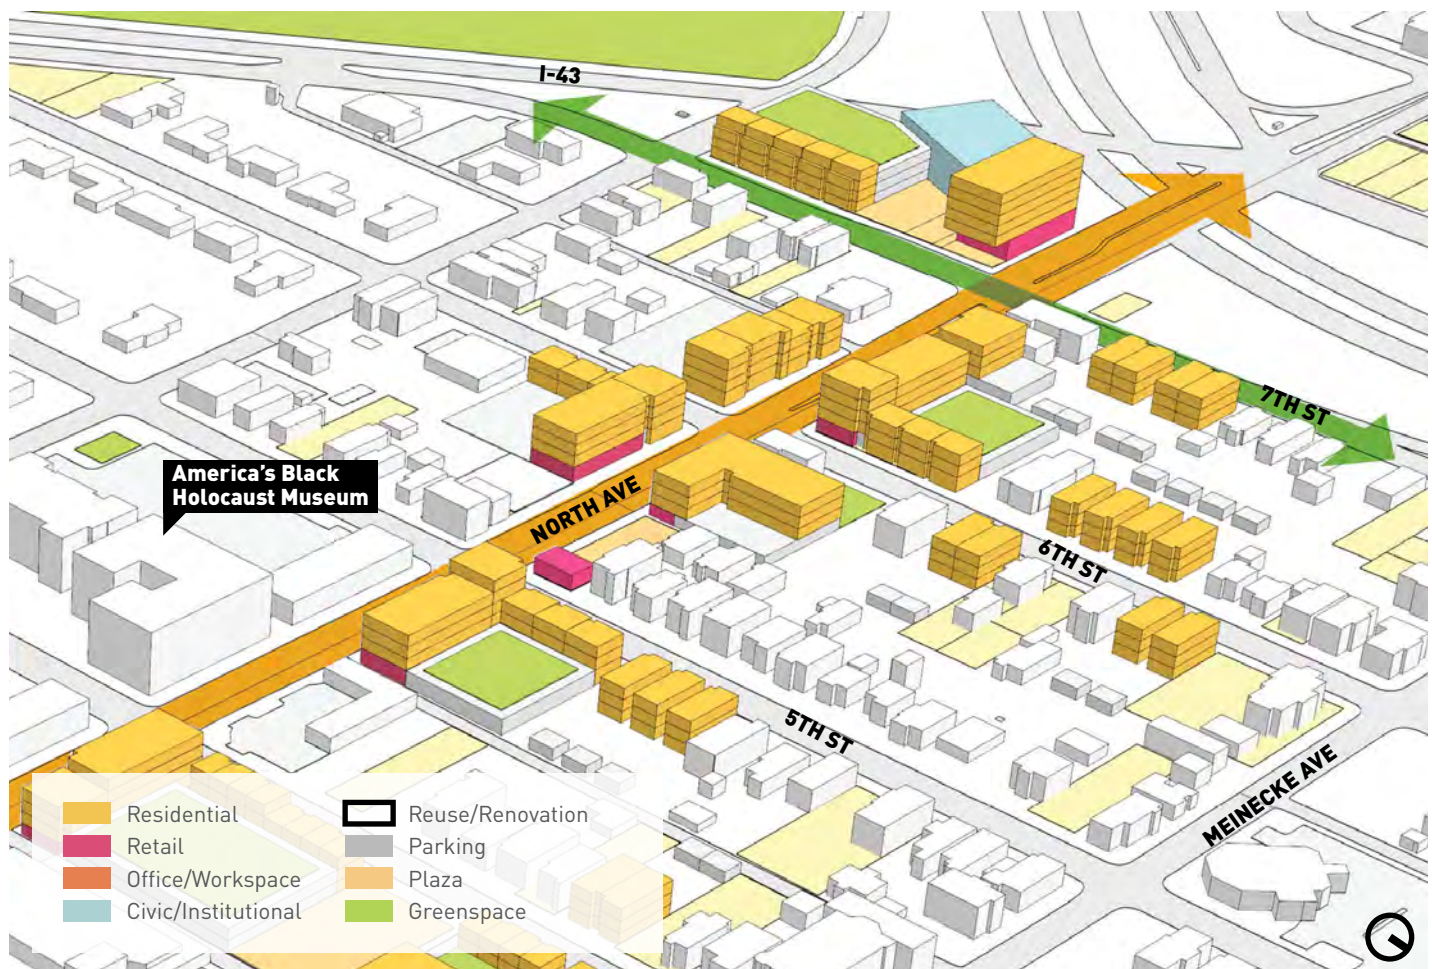 I-43
7TH ST
America's Black
Holocaust Museum
NORTH AVE
6TH ST
5TH ST
MEINECKE AVE
Residential
Retail
Office/Workspace
Civic/Institutional
Reuse/Renovation
Parking
Plaza
Greenspace